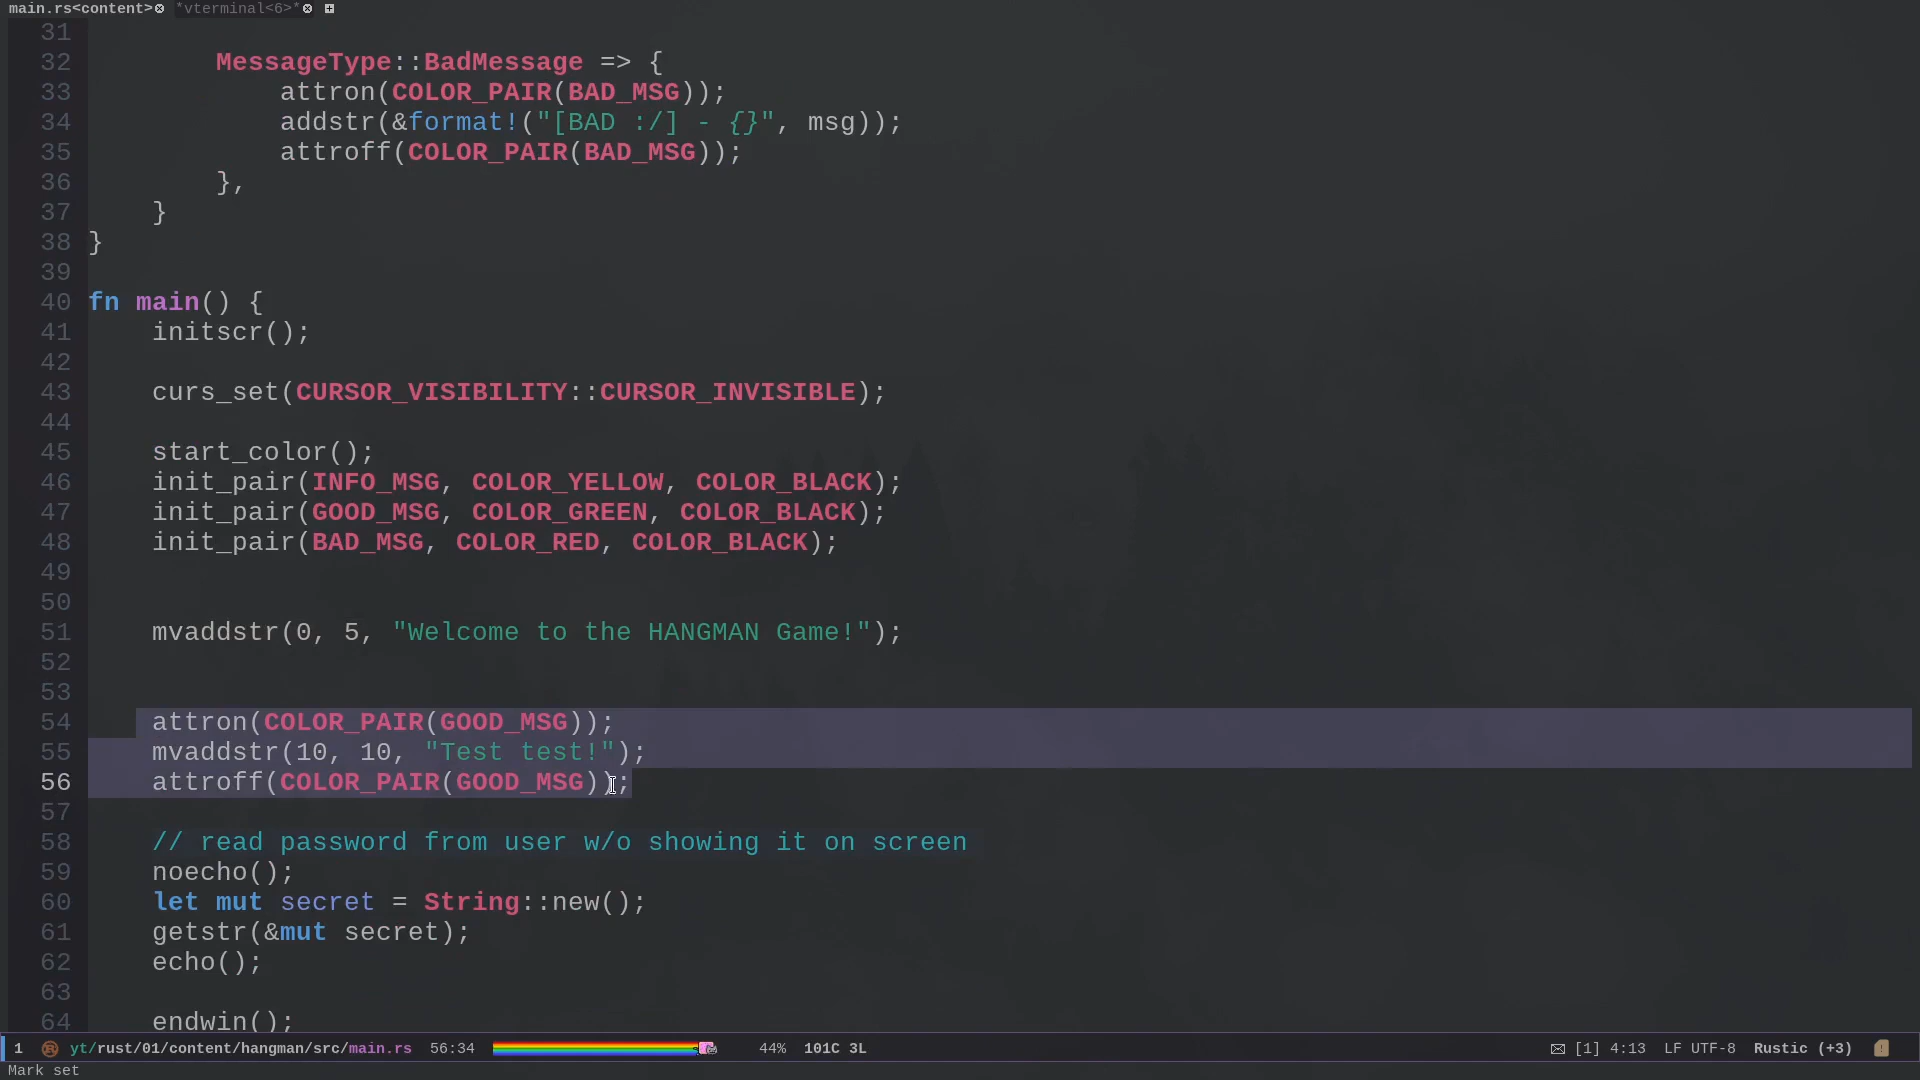 main.rs<content> *vterminal<6>*
31
32 MessageType::BadMessage => {
33 attron(COLOR_PAIR(BAD_MSG));
34 addstr(&format!("[BAD :/] - {}", msg));
35 attroff(COLOR_PAIR(BAD_MSG));
36 },
37 }
38 }
39
40 fn main() {
41 initscr();
42
43 curs_set(CURSOR_VISIBILITY::CURSOR_INVISIBLE);
44
45 start_color();
46 init_pair(INFO_MSG, COLOR_YELLOW, COLOR_BLACK);
47 init_pair(GOOD_MSG, COLOR_GREEN, COLOR_BLACK);
48 init_pair(BAD_MSG, COLOR_RED, COLOR_BLACK);
49
50
51 mvaddstr(0, 5, "Welcome to the HANGMAN Game!");
52
53
54 attron(COLOR_PAIR(GOOD_MSG));
55 mvaddstr(10, 10, "Test test!");
56 attroff(COLOR_PAIR(GOOD_MSG));
57
58 // read password from user w/o showing it on screen
59 noecho();
60 let mut secret = String::new();
61 getstr(&mut secret);
62 echo();
63
64 endwin();
1 yt/rust/01/content/hangman/src/main.rs 56:34 44% 101C 3L [1] 4:13 LF UTF-8 Rustic (+3)
Mark set